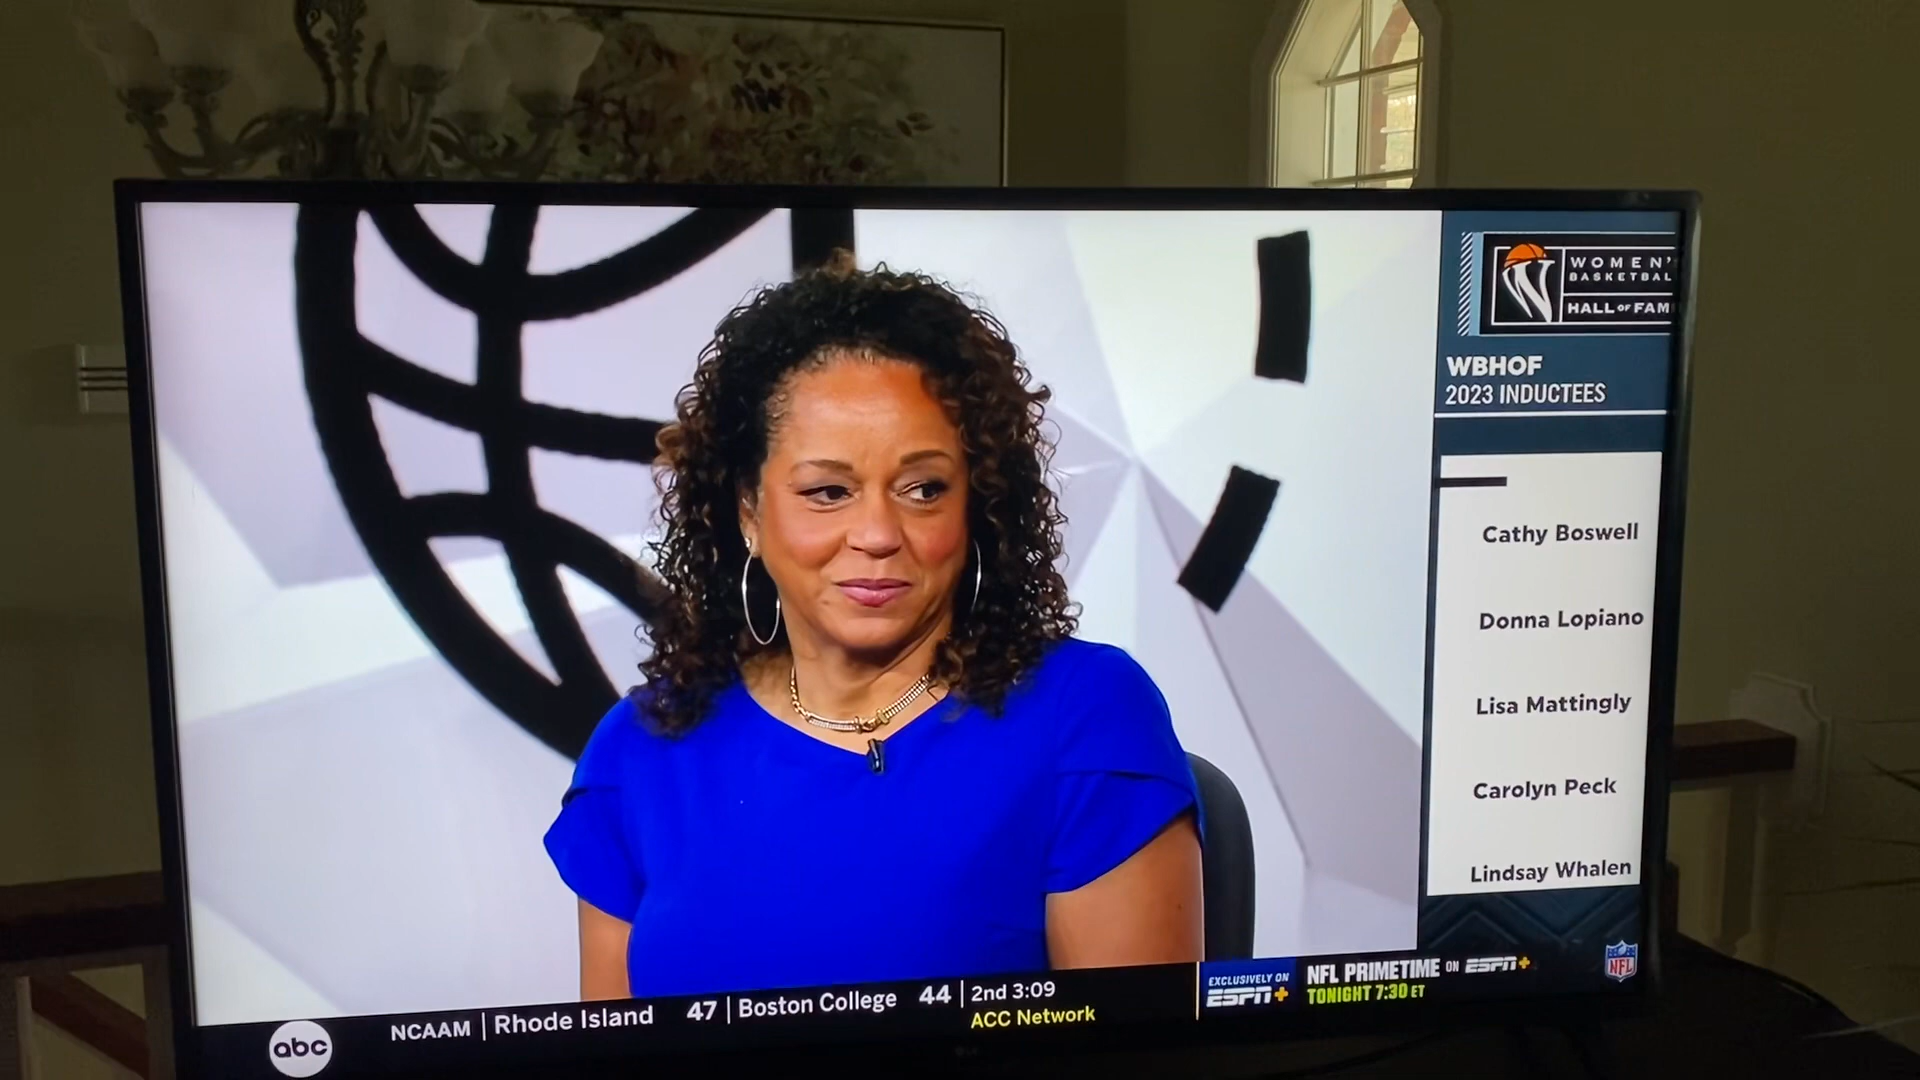 WOMEN'
BASKETBAL
HALL OF FAM
WBHOF
2023 INDUCTEES
Cathy Boswell
Donna Lopiano
Lisa Mattingly
Carolyn Peck
Lindsay Whalen
abc
NCAAM | Rhode Island 47 | Boston College 44 | 2nd 3:09
ACC Network
EXCLUSIVELY ON
ESPN+
NFL PRIMETIME ON ESPN+
TONIGHT 7:30 ET
NFL